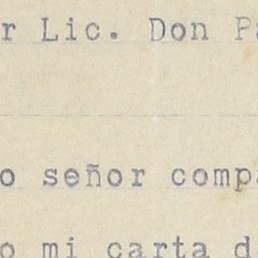 r Lic. Don Pa
o señor compa
o mi carta d